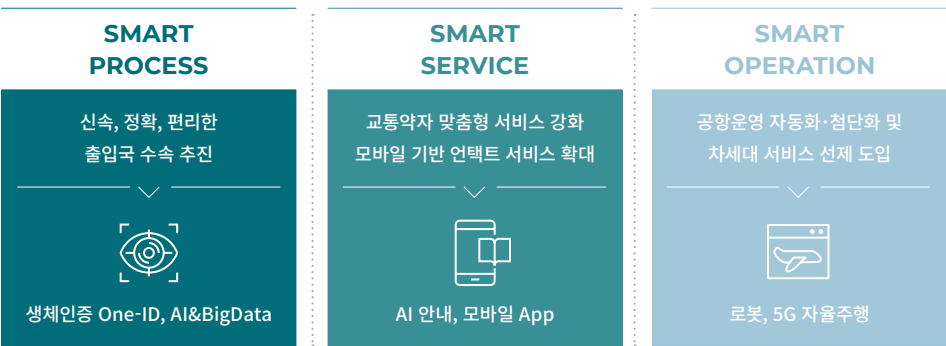 SMART
PROCESS
신속, 정확, 편리한
출입국 수속 추진
생체인증 One-ID, AI&BigData
SMART
SERVICE
교통약자 맞춤형 서비스 강화
모바일 기반 언택트 서비스 확대
AI 안내, 모바일 App
SMART
OPERATION
공항운영 자동화·첨단화 및
차세대 서비스 선제 도입
로봇, 5G 자율주행